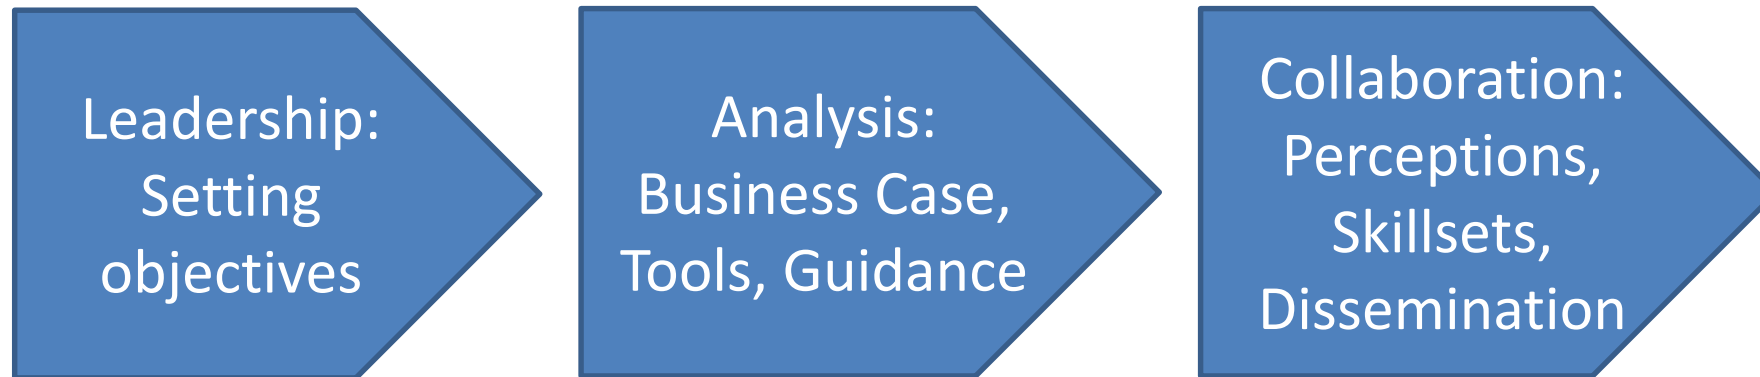 Leadership:
Setting
objectives
Analysis:
Business Case,
Tools, Guidance
Collaboration:
Perceptions,
Skillsets,
Dissemination